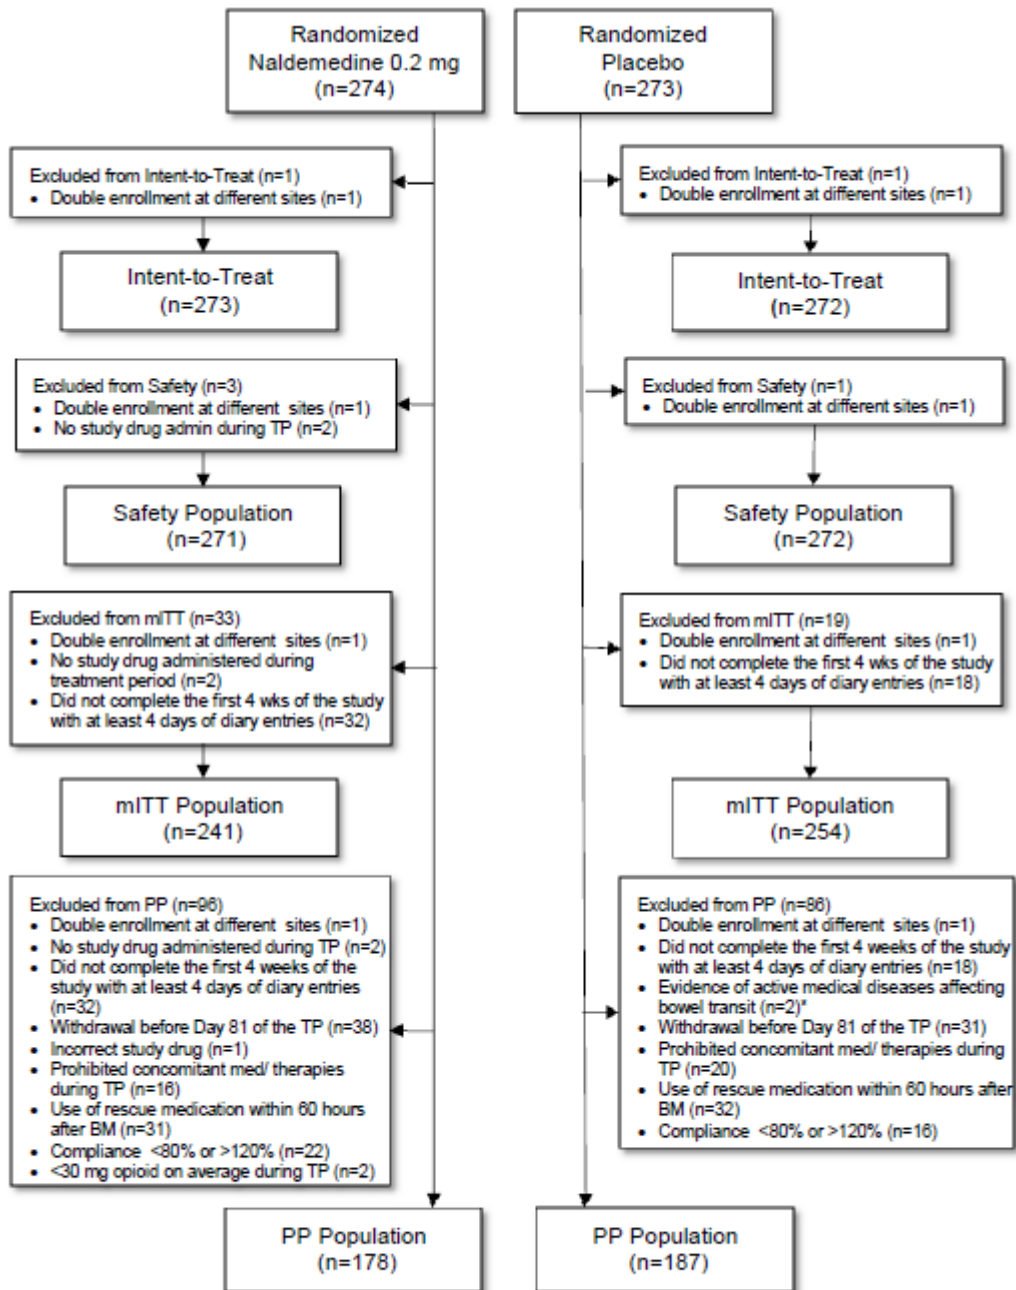 Randomized
Naldemedine 0.2 mg
(n=274)
Randomized
Placebo
(n=273)
Excluded from Intent-to-Treat (n=1)
• Double enrollment at different sites (n=1)
Excluded from Intent-to-Treat (n=1)
• Double enrollment at different sites (n=1)
Intent-to-Treat
(n=273)
Intent-to-Treat
(n=272)
Excluded from Safety (n=3)
• Double enrollment at different sites (n=1)
• No study drug admin during TP (n=2)
Excluded from Safety (n=1)
• Double enrollment at different sites (n=1)
Safety Population
(n=271)
Safety Population
(n=272)
Excluded from mITT (n=33)
• Double enrollment at different sites (n=1)
• No study drug administered during
treatment period (n=2)
• Did not complete the first 4 wks of the study
with at least 4 days of diary entries (n=32)
Excluded from mITT (n=19)
• Double enrollment at different sites (n=1)
• Did not complete the first 4 wks of the study
with at least 4 days of diary entries (n=18)
mITT Population
(n=241)
mITT Population
(n=254)
Excluded from PP (n=96)
• Double enrollment at different sites (n=1)
• No study drug administered during TP (n=2)
• Did not complete the first 4 weeks of the
study with at least 4 days of diary entries
(n=32)
• Withdrawal before Day 81 of the TP (n=38)
• Incorrect study drug (n=1)
• Prohibited concomitant med/ therapies
during TP (n=16)
• Use of rescue medication within 60 hours
after BM (n=31)
• Compliance <80% or >120% (n=22)
• <30 mg opioid on average during TP (n=2)
Excluded from PP (n=86)
• Double enrollment at different sites (n=1)
• Did not complete the first 4 weeks of the study
with at least 4 days of diary entries (n=18)
• Evidence of active medical diseases affecting
bowel transit (n=2)*
• Withdrawal before Day 81 of the TP (n=31)
• Prohibited concomitant med/ therapies during
TP (n=20)
• Use of rescue medication within 60 hours after
BM (n=32)
• Compliance <80% or >120% (n=16)
PP Population
(n=178)
PP Population
(n=187)